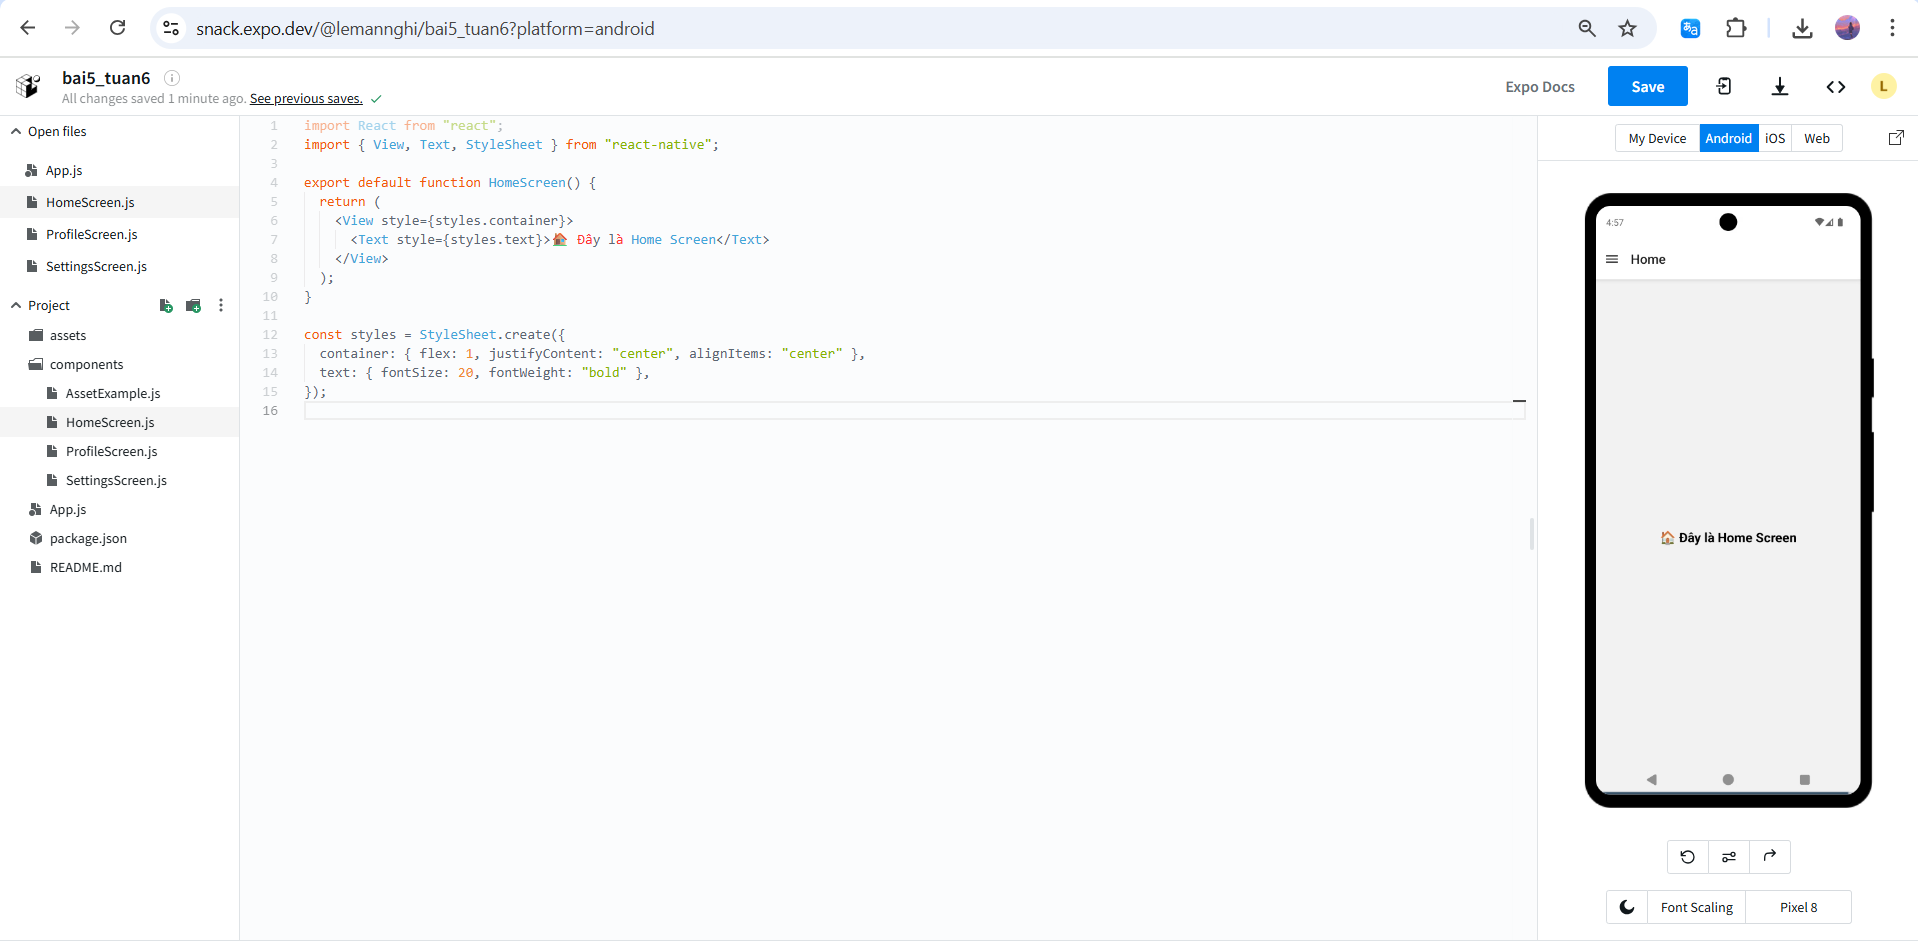 snack.expo.dev/@lemannghi/bai5_tuan6?platform=android
bai5_tuan6
All changes saved 1 minute ago. See previous saves.
Expo Docs
Save
L
Open files
App.js
HomeScreen.js
ProfileScreen.js
SettingsScreen.js
Project
assets
components
AssetExample.js
HomeScreen.js
ProfileScreen.js
SettingsScreen.js
App.js
package.json
README.md
1 import React from "react";
2 import { View, Text, StyleSheet } from "react-native";
3
4 export default function HomeScreen() {
5 return (
6 <View style={styles.container}>
7 <Text style={styles.text}>🏠 Đây là Home Screen</Text>
8 </View>
9 );
10 }
11
12 const styles = StyleSheet.create({
13 container: { flex: 1, justifyContent: "center", alignItems: "center" },
14 text: { fontSize: 20, fontWeight: "bold" },
15 });
16
My Device Android iOS Web
4:57
Home
🏠 Đây là Home Screen
Font Scaling Pixel 8